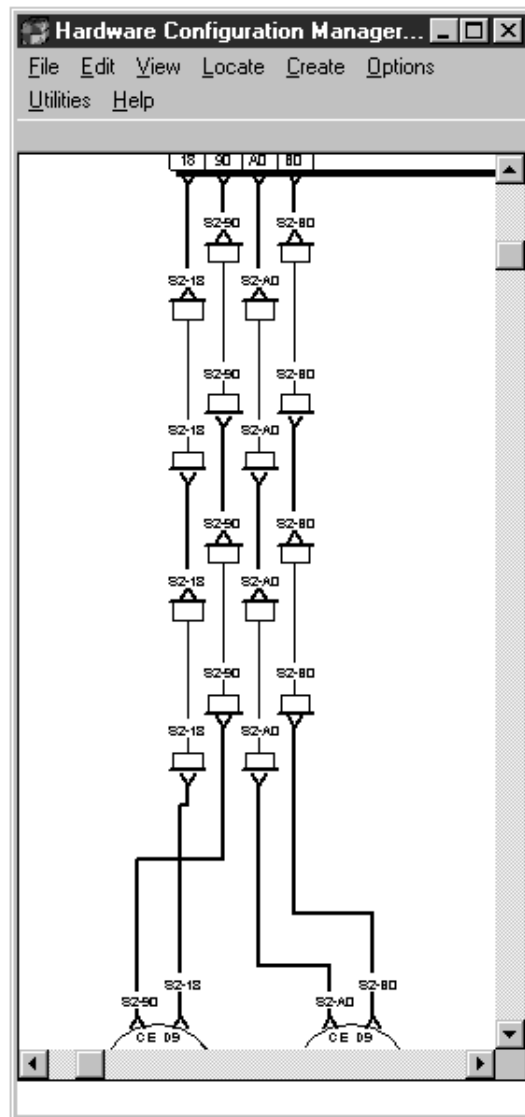 Hardware Configuration Manager...
File Edit View Locate Create Options
Utilities Help
18 90 A0 B0
S2-90 S2-B0
S2-18 S2-A0
S2-90 S2-B0
S2-18 S2-A0
S2-90 S2-B0
S2-18 S2-A0
S2-90 S2-B0
S2-18 S2-A0
S2-18 S2-B0
S2-90 S2-A0
CE D9 CE D9